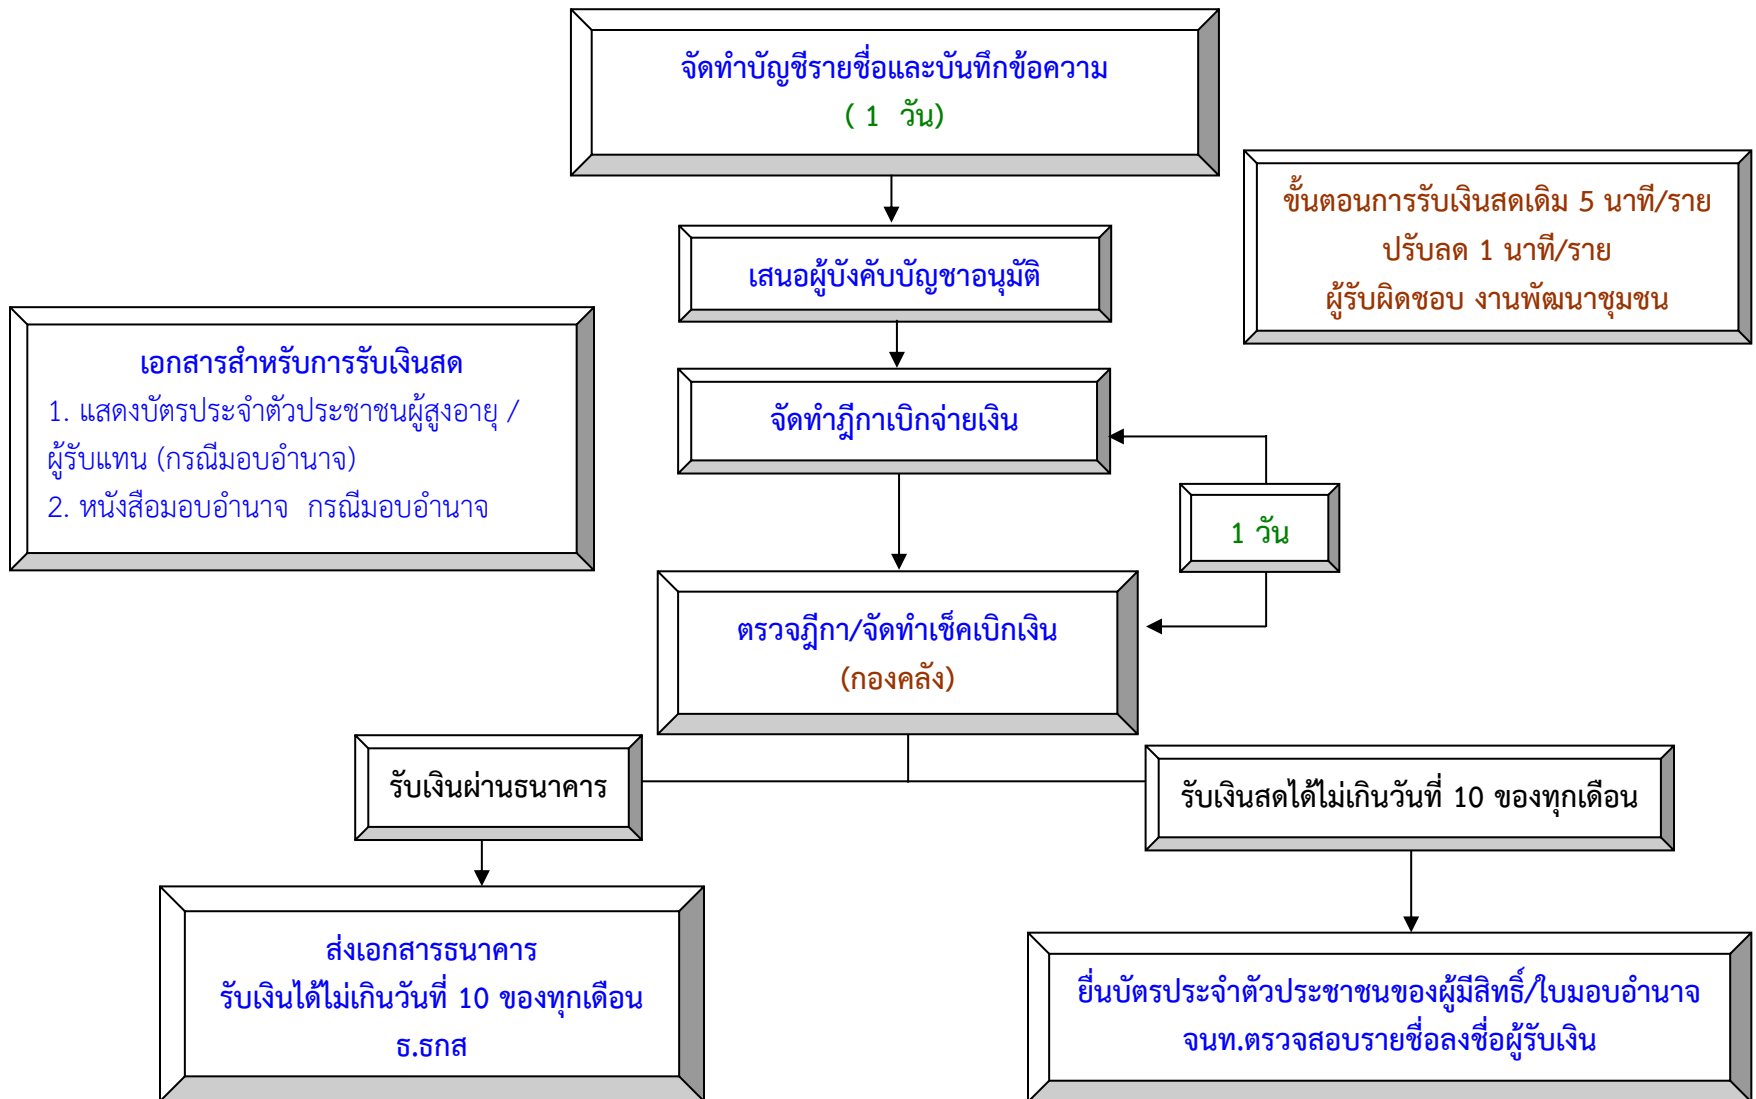 จัดทำบัญชีรายชื่อและบันทึกข้อความ
( 1 วัน)
ขั้นตอนการรับเงินสดเดิม 5 นาที/ราย
ปรับลด 1 นาที/ราย
ผู้รับผิดชอบ งานพัฒนาชุมชน
เสนอผู้บังคับบัญชาอนุมัติ
เอกสารสำหรับการรับเงินสด
1. แสดงบัตรประจำตัวประชาชนผู้สูงอายุ /
ผู้รับแทน (กรณีมอบอำนาจ)
2. หนังสือมอบอำนาจ กรณีมอบอำนาจ
จัดทำฎีกาเบิกจ่ายเงิน
1 วัน
ตรวจฎีกา/จัดทำเช็คเบิกเงิน
(กองคลัง)
รับเงินผ่านธนาคาร
รับเงินสดได้ไม่เกินวันที่ 10 ของทุกเดือน
ส่งเอกสารธนาคาร
รับเงินได้ไม่เกินวันที่ 10 ของทุกเดือน
ธ.ธกส
ยื่นบัตรประจำตัวประชาชนของผู้มีสิทธิ์/ใบมอบอำนาจ
จนท.ตรวจสอบรายชื่อลงชื่อผู้รับเงิน